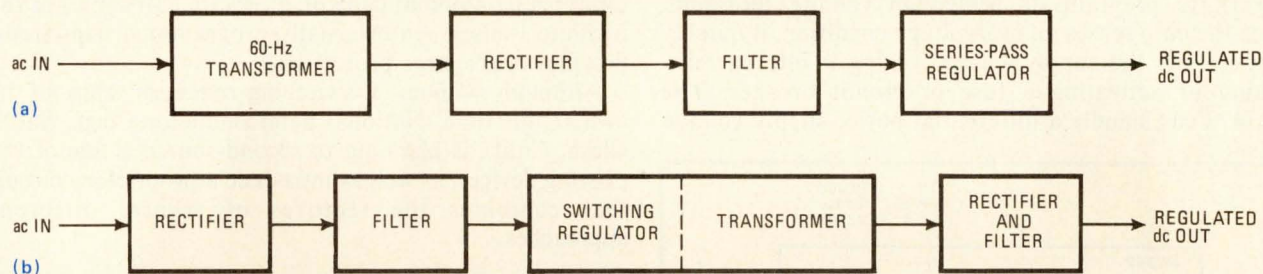 ac IN
60-Hz
TRANSFORMER
RECTIFIER
FILTER
SERIES-PASS
REGULATOR
REGULATED
dc OUT
(a)
ac IN
RECTIFIER
FILTER
SWITCHING
REGULATOR
TRANSFORMER
RECTIFIER
AND
FILTER
REGULATED
dc OUT
(b)